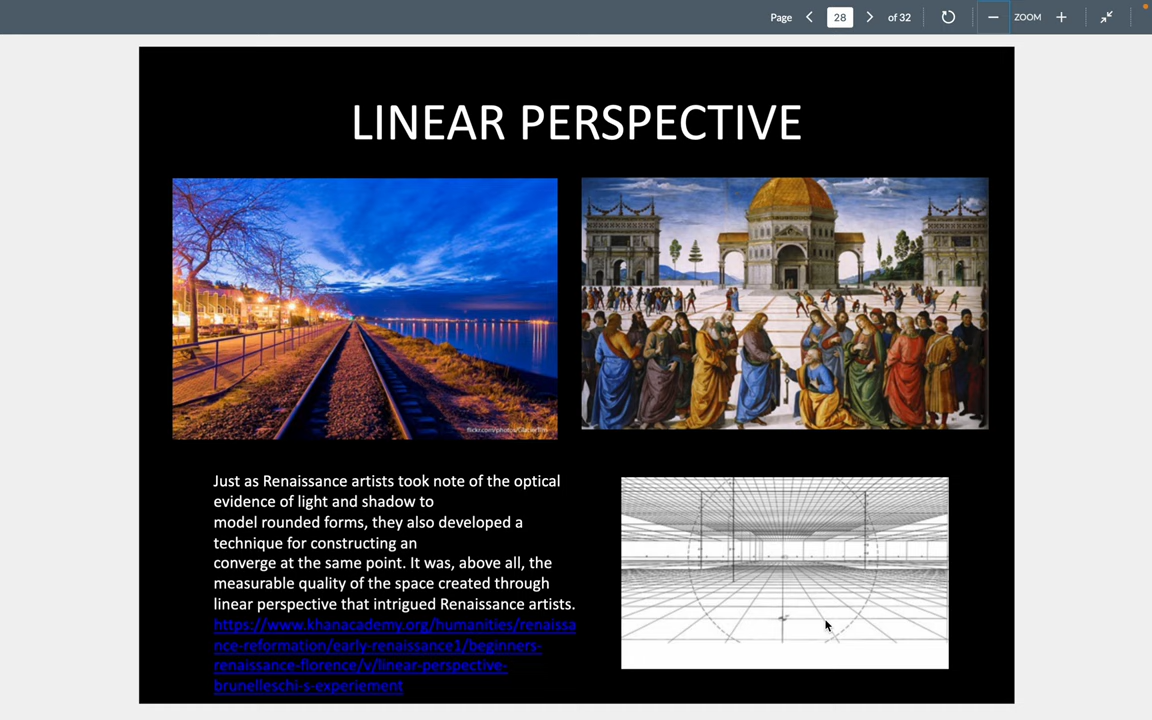 Page 28 of 32 ZOOM
LINEAR PERSPECTIVE
Just as Renaissance artists took note of the optical
evidence of light and shadow to
model rounded forms, they also developed a
technique for constructing an
converge at the same point. It was, above all, the
measurable quality of the space created through
linear perspective that intrigued Renaissance artists.
https://www.khanacademy.org/humanities/renaissa
nce-reformation/early-renaissance1/beginners-
renaissance-florence/v/linear-perspective-
brunelleschi-s-experiement